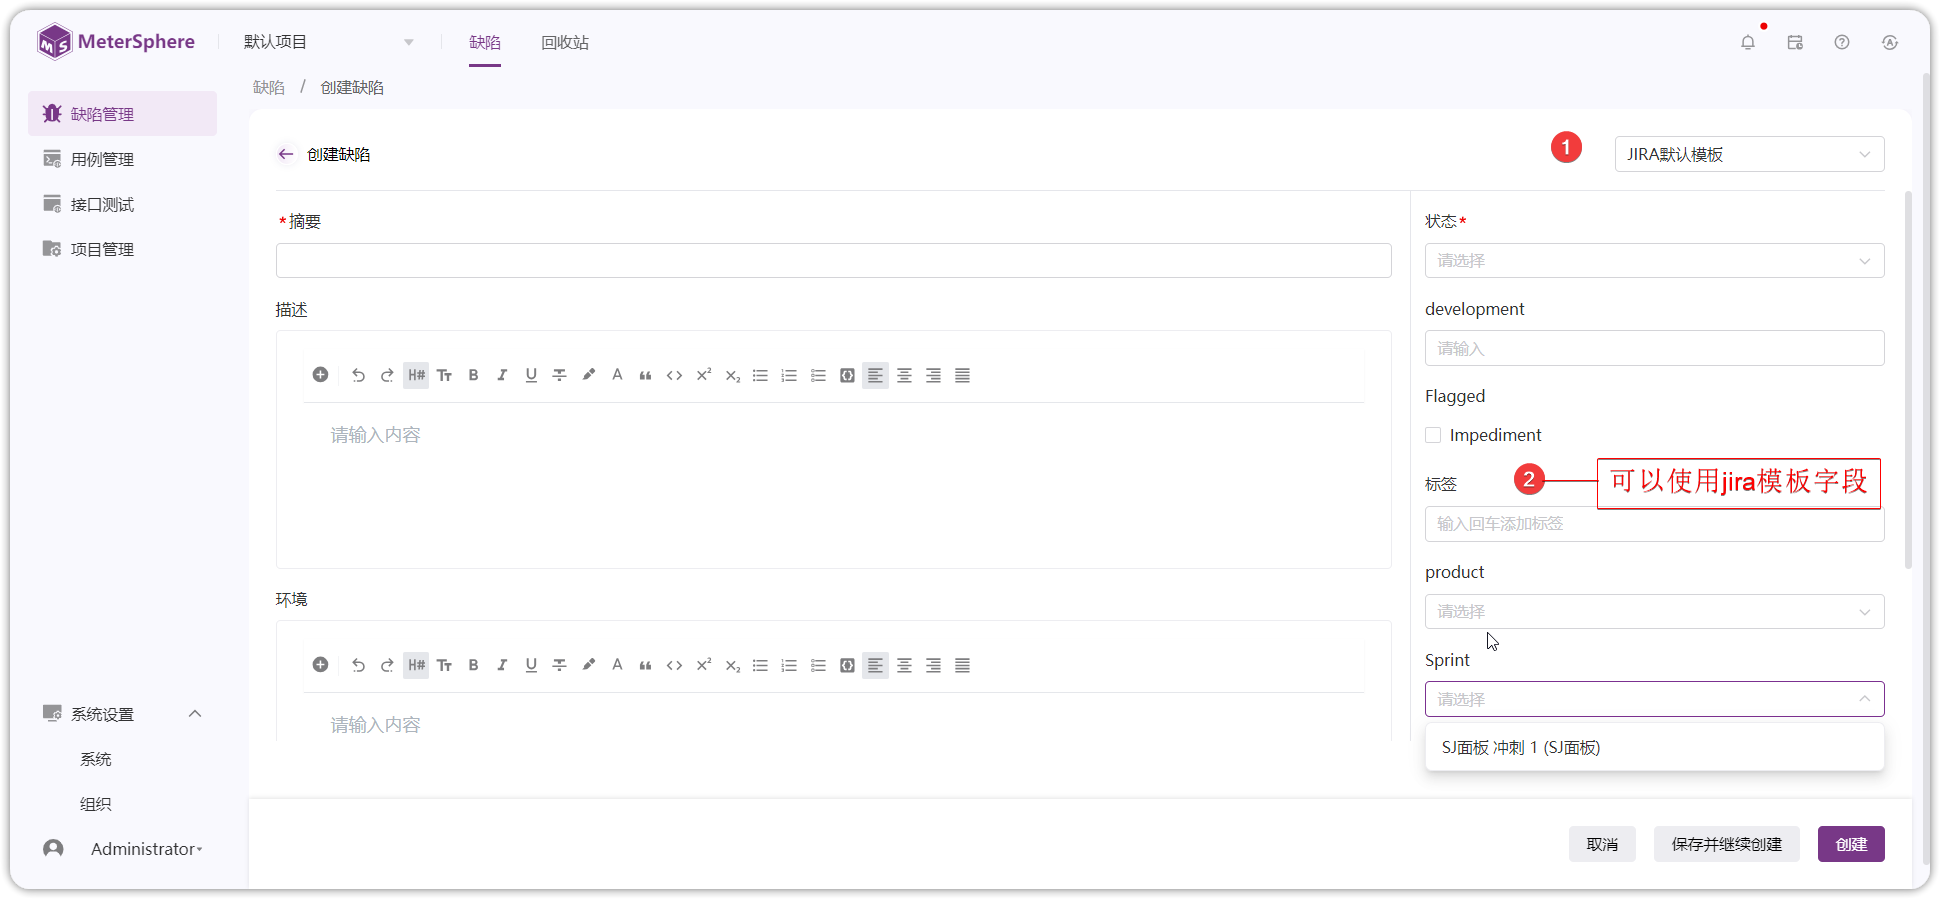 MeterSphere
默认项目
缺陷
回收站
缺陷 / 创建缺陷
缺陷管理
用例管理
接口测试
项目管理
系统设置
系统
组织
Administrator
创建缺陷
1
JIRA默认模板
*摘要
描述
H# Tt B I U A
请输入内容
环境
H# Tt B I U A
请输入内容
状态*
请选择
development
请输入
Flagged
Impediment
标签
2
可以使用jira模板字段
输入回车添加标签
product
请选择
Sprint
请选择
SJ面板 冲刺 1 (SJ面板)
取消
保存并继续创建
创建